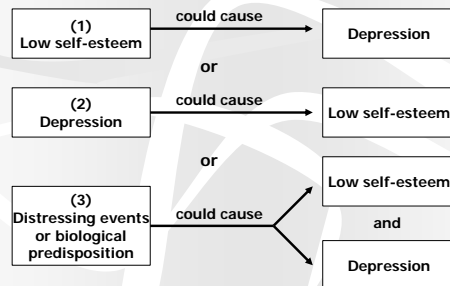 (1)
Low self-esteem
could cause
Depression
or
(2)
Depression
could cause
Low self-esteem
or
(3)
Distressing events
or biological
predisposition
could cause
Low self-esteem
and
Depression